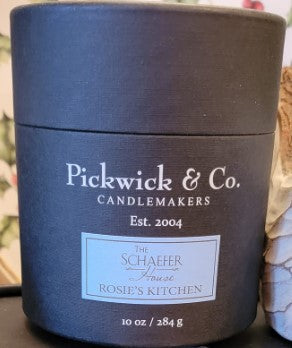 Pickwick & Co.
CANDLEMAKERS
Est. 2004
THE
SCHAEFER
House
ROSIE'S KITCHEN
10 oz / 284 g